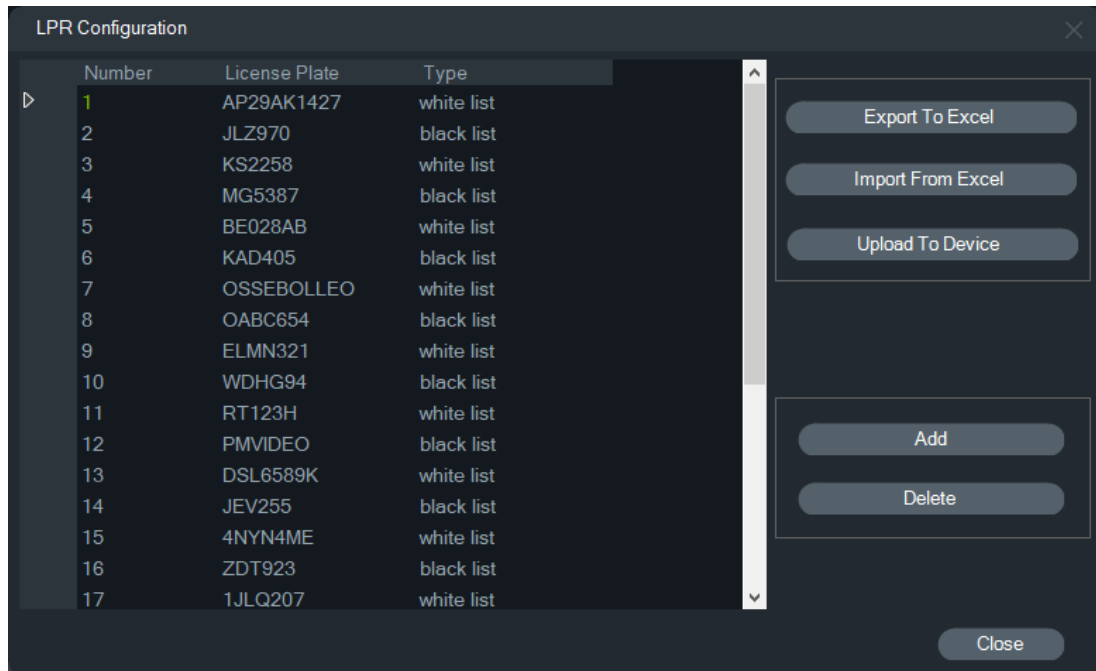 LPR Configuration
Number License Plate Type
1 AP29AK1427 white list
2 JLZ970 black list
3 KS2258 white list
4 MG5387 black list
5 BE028AB white list
6 KAD405 black list
7 OSSEBOLLEO white list
8 OABC654 black list
9 ELMN321 white list
10 WDHG94 black list
11 RT123H white list
12 PMVIDEO black list
13 DSL6589K white list
14 JEV255 black list
15 4NYN4ME white list
16 ZDT923 black list
17 1JLQ207 white list
Export To Excel
Import From Excel
Upload To Device
Add
Delete
Close